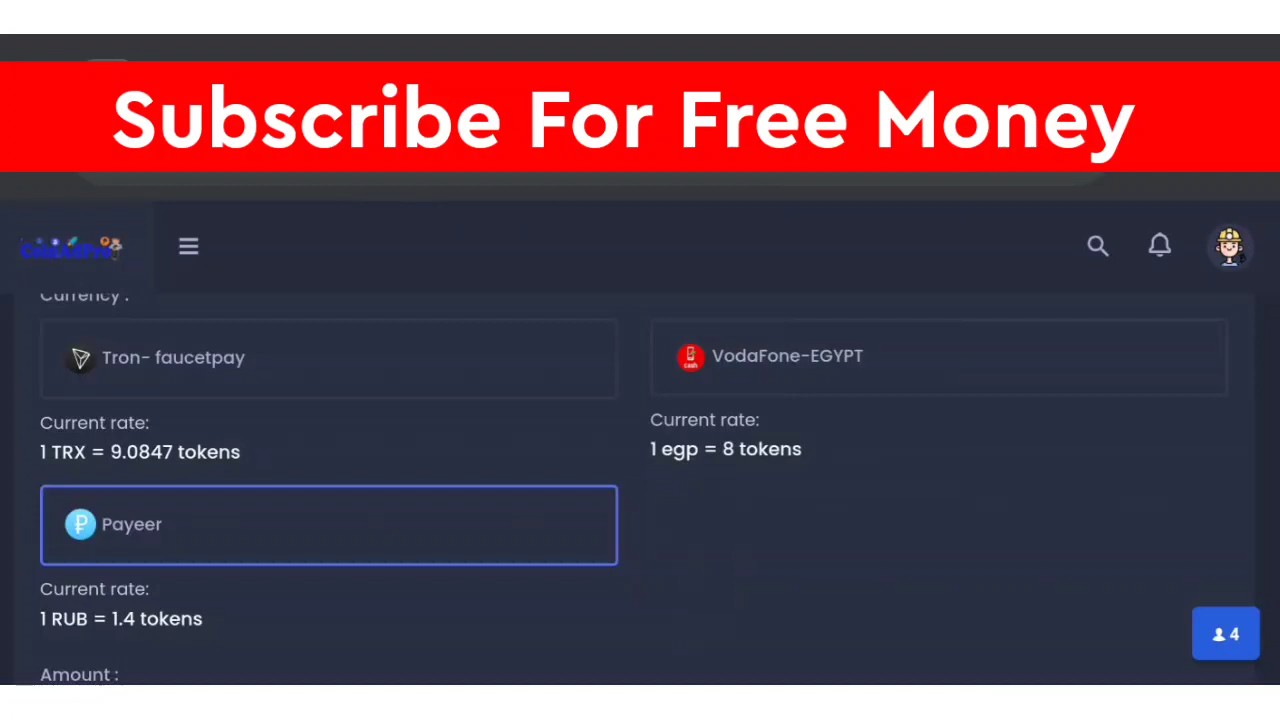 Subscribe For Free Money
Currency :
Tron- faucetpay
VodaFone-EGYPT
Current rate:
1 TRX = 9.0847 tokens
Current rate:
1 egp = 8 tokens
Payeer
Current rate:
1 RUB = 1.4 tokens
Amount :
4